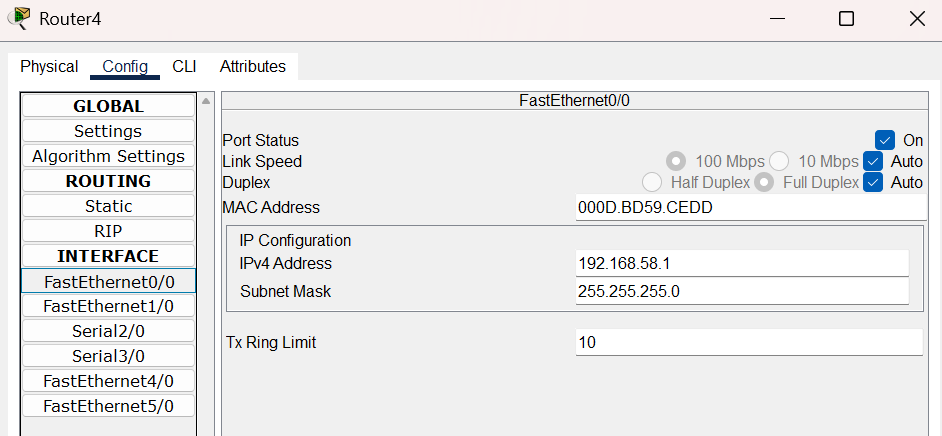 Router4
Physical Config CLI Attributes
GLOBAL
Settings
Algorithm Settings
ROUTING
Static
RIP
INTERFACE
FastEthernet0/0
FastEthernet1/0
Serial2/0
Serial3/0
FastEthernet4/0
FastEthernet5/0
FastEthernet0/0
Port Status On
Link Speed 100 Mbps 10 Mbps Auto
Duplex Half Duplex Full Duplex Auto
MAC Address 000D.BD59.CEDD
IP Configuration
IPv4 Address 192.168.58.1
Subnet Mask 255.255.255.0
Tx Ring Limit 10